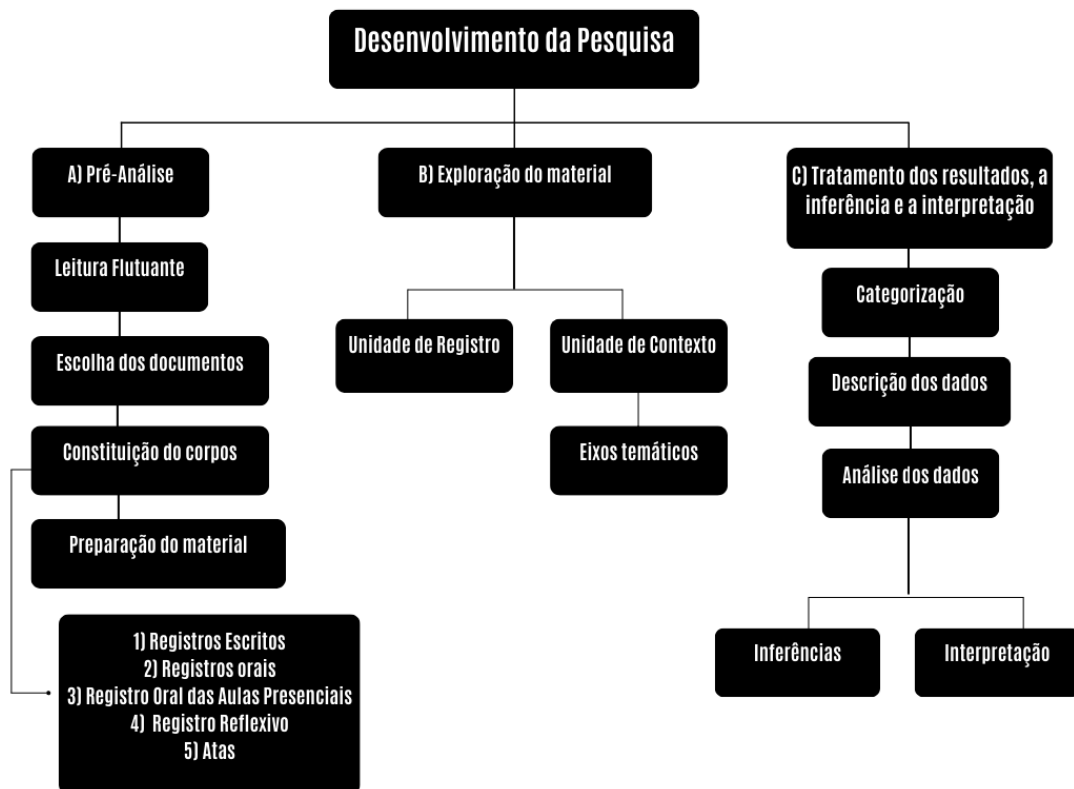 Desenvolvimento da Pesquisa
A) Pré-Análise
Leitura Flutuante
Escolha dos documentos
Constituição do corpos
Preparação do material
1) Registros Escritos
2) Registros orais
3) Registro Oral das Aulas Presenciais
4) Registro Reflexivo
5) Atas
B) Exploração do material
Unidade de Registro
Unidade de Contexto
Eixos temáticos
C) Tratamento dos resultados, a
inferência e a interpretação
Categorização
Descrição dos dados
Análise dos dados
Inferências
Interpretação